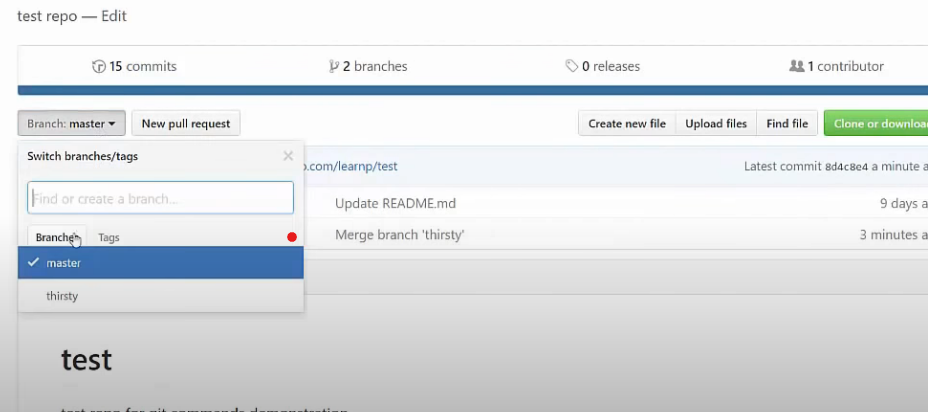 test repo — Edit
15 commits
2 branches
0 releases
1 contributor
Branch: master
New pull request
Create new file
Upload files
Find file
Clone or download
Switch branches/tags
Find or create a branch...
Branches
Tags
master
thirsty
.com/learnp/test
Latest commit 8d4c8e4 a minute a
Update README.md
9 days a
Merge branch 'thirsty'
3 minutes a
test
test repo for git commands demonstration